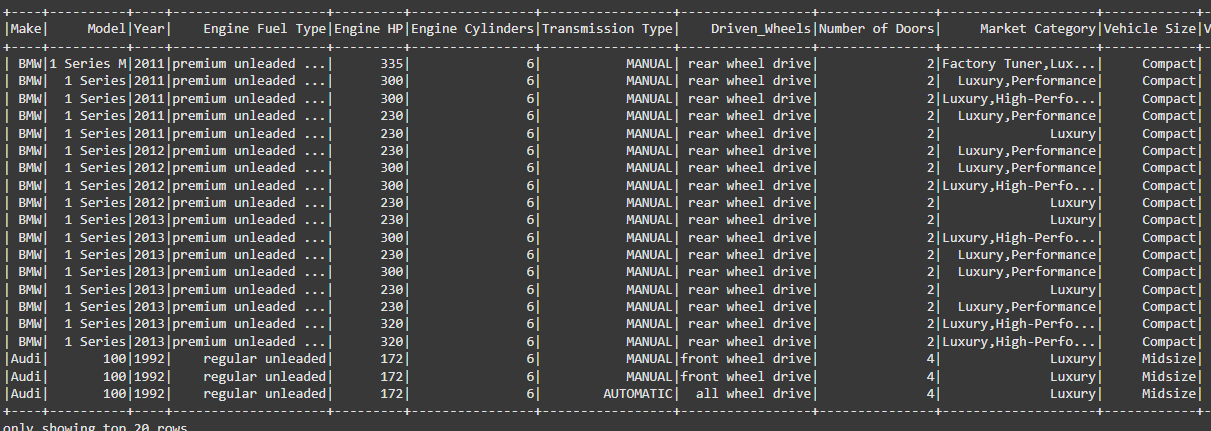 +----+-----------+----+--------------------+---------+----------------+-----------------+-----------------+---------------+--------------------+------------+
|Make|      Model|Year|    Engine Fuel Type|Engine HP|Engine Cylinders|Transmission Type|    Driven_Wheels|Number of Doors|     Market Category|Vehicle Size|V
+----+-----------+----+--------------------+---------+----------------+-----------------+-----------------+---------------+--------------------+------------+
| BMW|1 Series M|2011|premium unleaded ...|      335|               6|           MANUAL| rear wheel drive|              2|Factory Tuner,Lux...|     Compact|
| BMW|  1 Series|2011|premium unleaded ...|      300|               6|           MANUAL| rear wheel drive|              2|  Luxury,Performance|     Compact|
| BMW|  1 Series|2011|premium unleaded ...|      300|               6|           MANUAL| rear wheel drive|              2|Luxury,High-Perfo...|     Compact|
| BMW|  1 Series|2011|premium unleaded ...|      230|               6|           MANUAL| rear wheel drive|              2|  Luxury,Performance|     Compact|
| BMW|  1 Series|2011|premium unleaded ...|      230|               6|           MANUAL| rear wheel drive|              2|              Luxury|     Compact|
| BMW|  1 Series|2012|premium unleaded ...|      230|               6|           MANUAL| rear wheel drive|              2|  Luxury,Performance|     Compact|
| BMW|  1 Series|2012|premium unleaded ...|      300|               6|           MANUAL| rear wheel drive|              2|  Luxury,Performance|     Compact|
| BMW|  1 Series|2012|premium unleaded ...|      300|               6|           MANUAL| rear wheel drive|              2|Luxury,High-Perfo...|     Compact|
| BMW|  1 Series|2012|premium unleaded ...|      230|               6|           MANUAL| rear wheel drive|              2|              Luxury|     Compact|
| BMW|  1 Series|2013|premium unleaded ...|      230|               6|           MANUAL| rear wheel drive|              2|              Luxury|     Compact|
| BMW|  1 Series|2013|premium unleaded ...|      300|               6|           MANUAL| rear wheel drive|              2|Luxury,High-Perfo...|     Compact|
| BMW|  1 Series|2013|premium unleaded ...|      230|               6|           MANUAL| rear wheel drive|              2|  Luxury,Performance|     Compact|
| BMW|  1 Series|2013|premium unleaded ...|      300|               6|           MANUAL| rear wheel drive|              2|  Luxury,Performance|     Compact|
| BMW|  1 Series|2013|premium unleaded ...|      230|               6|           MANUAL| rear wheel drive|              2|              Luxury|     Compact|
| BMW|  1 Series|2013|premium unleaded ...|      230|               6|           MANUAL| rear wheel drive|              2|  Luxury,Performance|     Compact|
| BMW|  1 Series|2013|premium unleaded ...|      320|               6|           MANUAL| rear wheel drive|              2|Luxury,High-Perfo...|     Compact|
| BMW|  1 Series|2013|premium unleaded ...|      320|               6|           MANUAL| rear wheel drive|              2|Luxury,High-Perfo...|     Compact|
|Audi|       100|1992|    regular unleaded|      172|               6|           MANUAL|front wheel drive|              4|              Luxury|     Midsize|
|Audi|       100|1992|    regular unleaded|      172|               6|           MANUAL|front wheel drive|              4|              Luxury|     Midsize|
|Audi|       100|1992|    regular unleaded|      172|               6|        AUTOMATIC|  all wheel drive|              4|              Luxury|     Midsize|
+----+-----------+----+--------------------+---------+----------------+-----------------+-----------------+---------------+--------------------+------------+
only showing top 20 rows